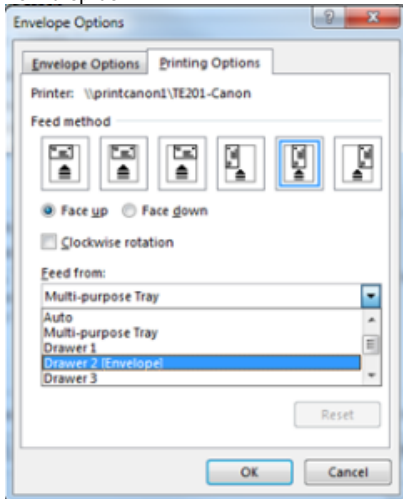 Envelope Options
Envelope Options Printing Options
Printer: \\printcanon1\TE201-Canon
Feed method
Face up Face down
Clockwise rotation
Feed from:
Multi-purpose Tray
Auto
Multi-purpose Tray
Drawer 1
Drawer 2 [Envelope]
Drawer 3
Reset
OK Cancel